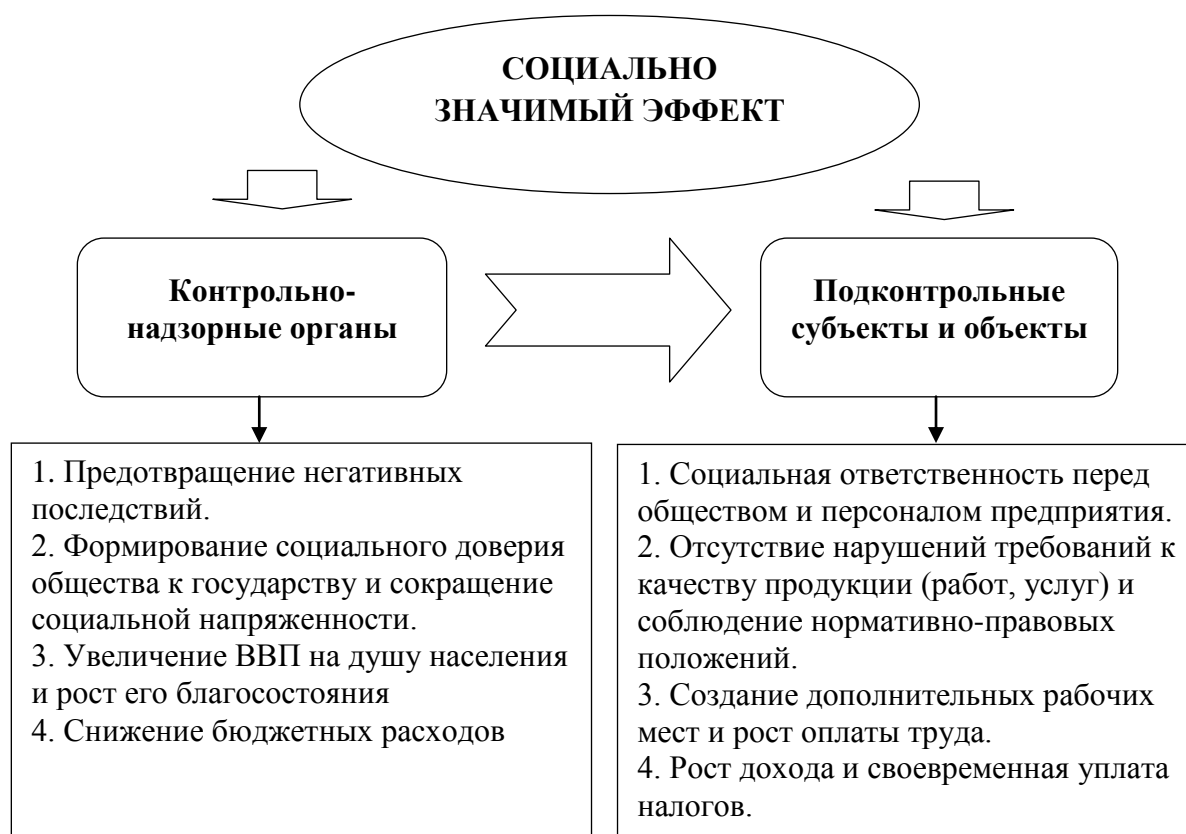 СОЦИАЛЬНО
ЗНАЧИМЫЙ ЭФФЕКТ
Контрольно-
надзорные органы
Подконтрольные
субъекты и объекты
1. Предотвращение негативных
последствий.
2. Формирование социального доверия
общества к государству и сокращение
социальной напряженности.
3. Увеличение ВВП на душу населения
и рост его благосостояния
4. Снижение бюджетных расходов
1. Социальная ответственность перед
обществом и персоналом предприятия.
2. Отсутствие нарушений требований к
качеству продукции (работ, услуг) и
соблюдение нормативно-правовых
положений.
3. Создание дополнительных рабочих
мест и рост оплаты труда.
4. Рост дохода и своевременная уплата
налогов.